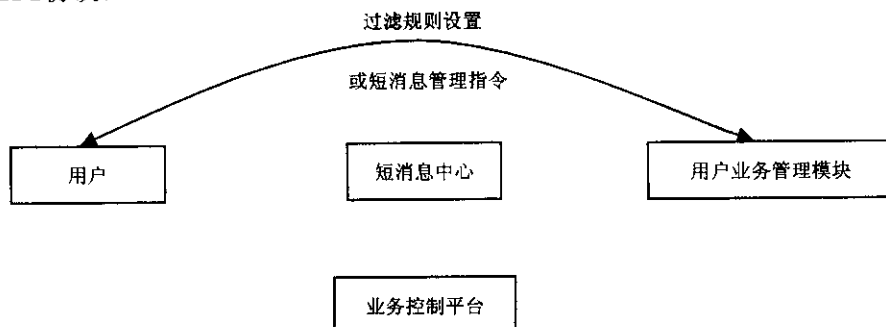 过滤规则设置
或短消息管理指令
用户
短消息中心
用户业务管理模块
业务控制平台